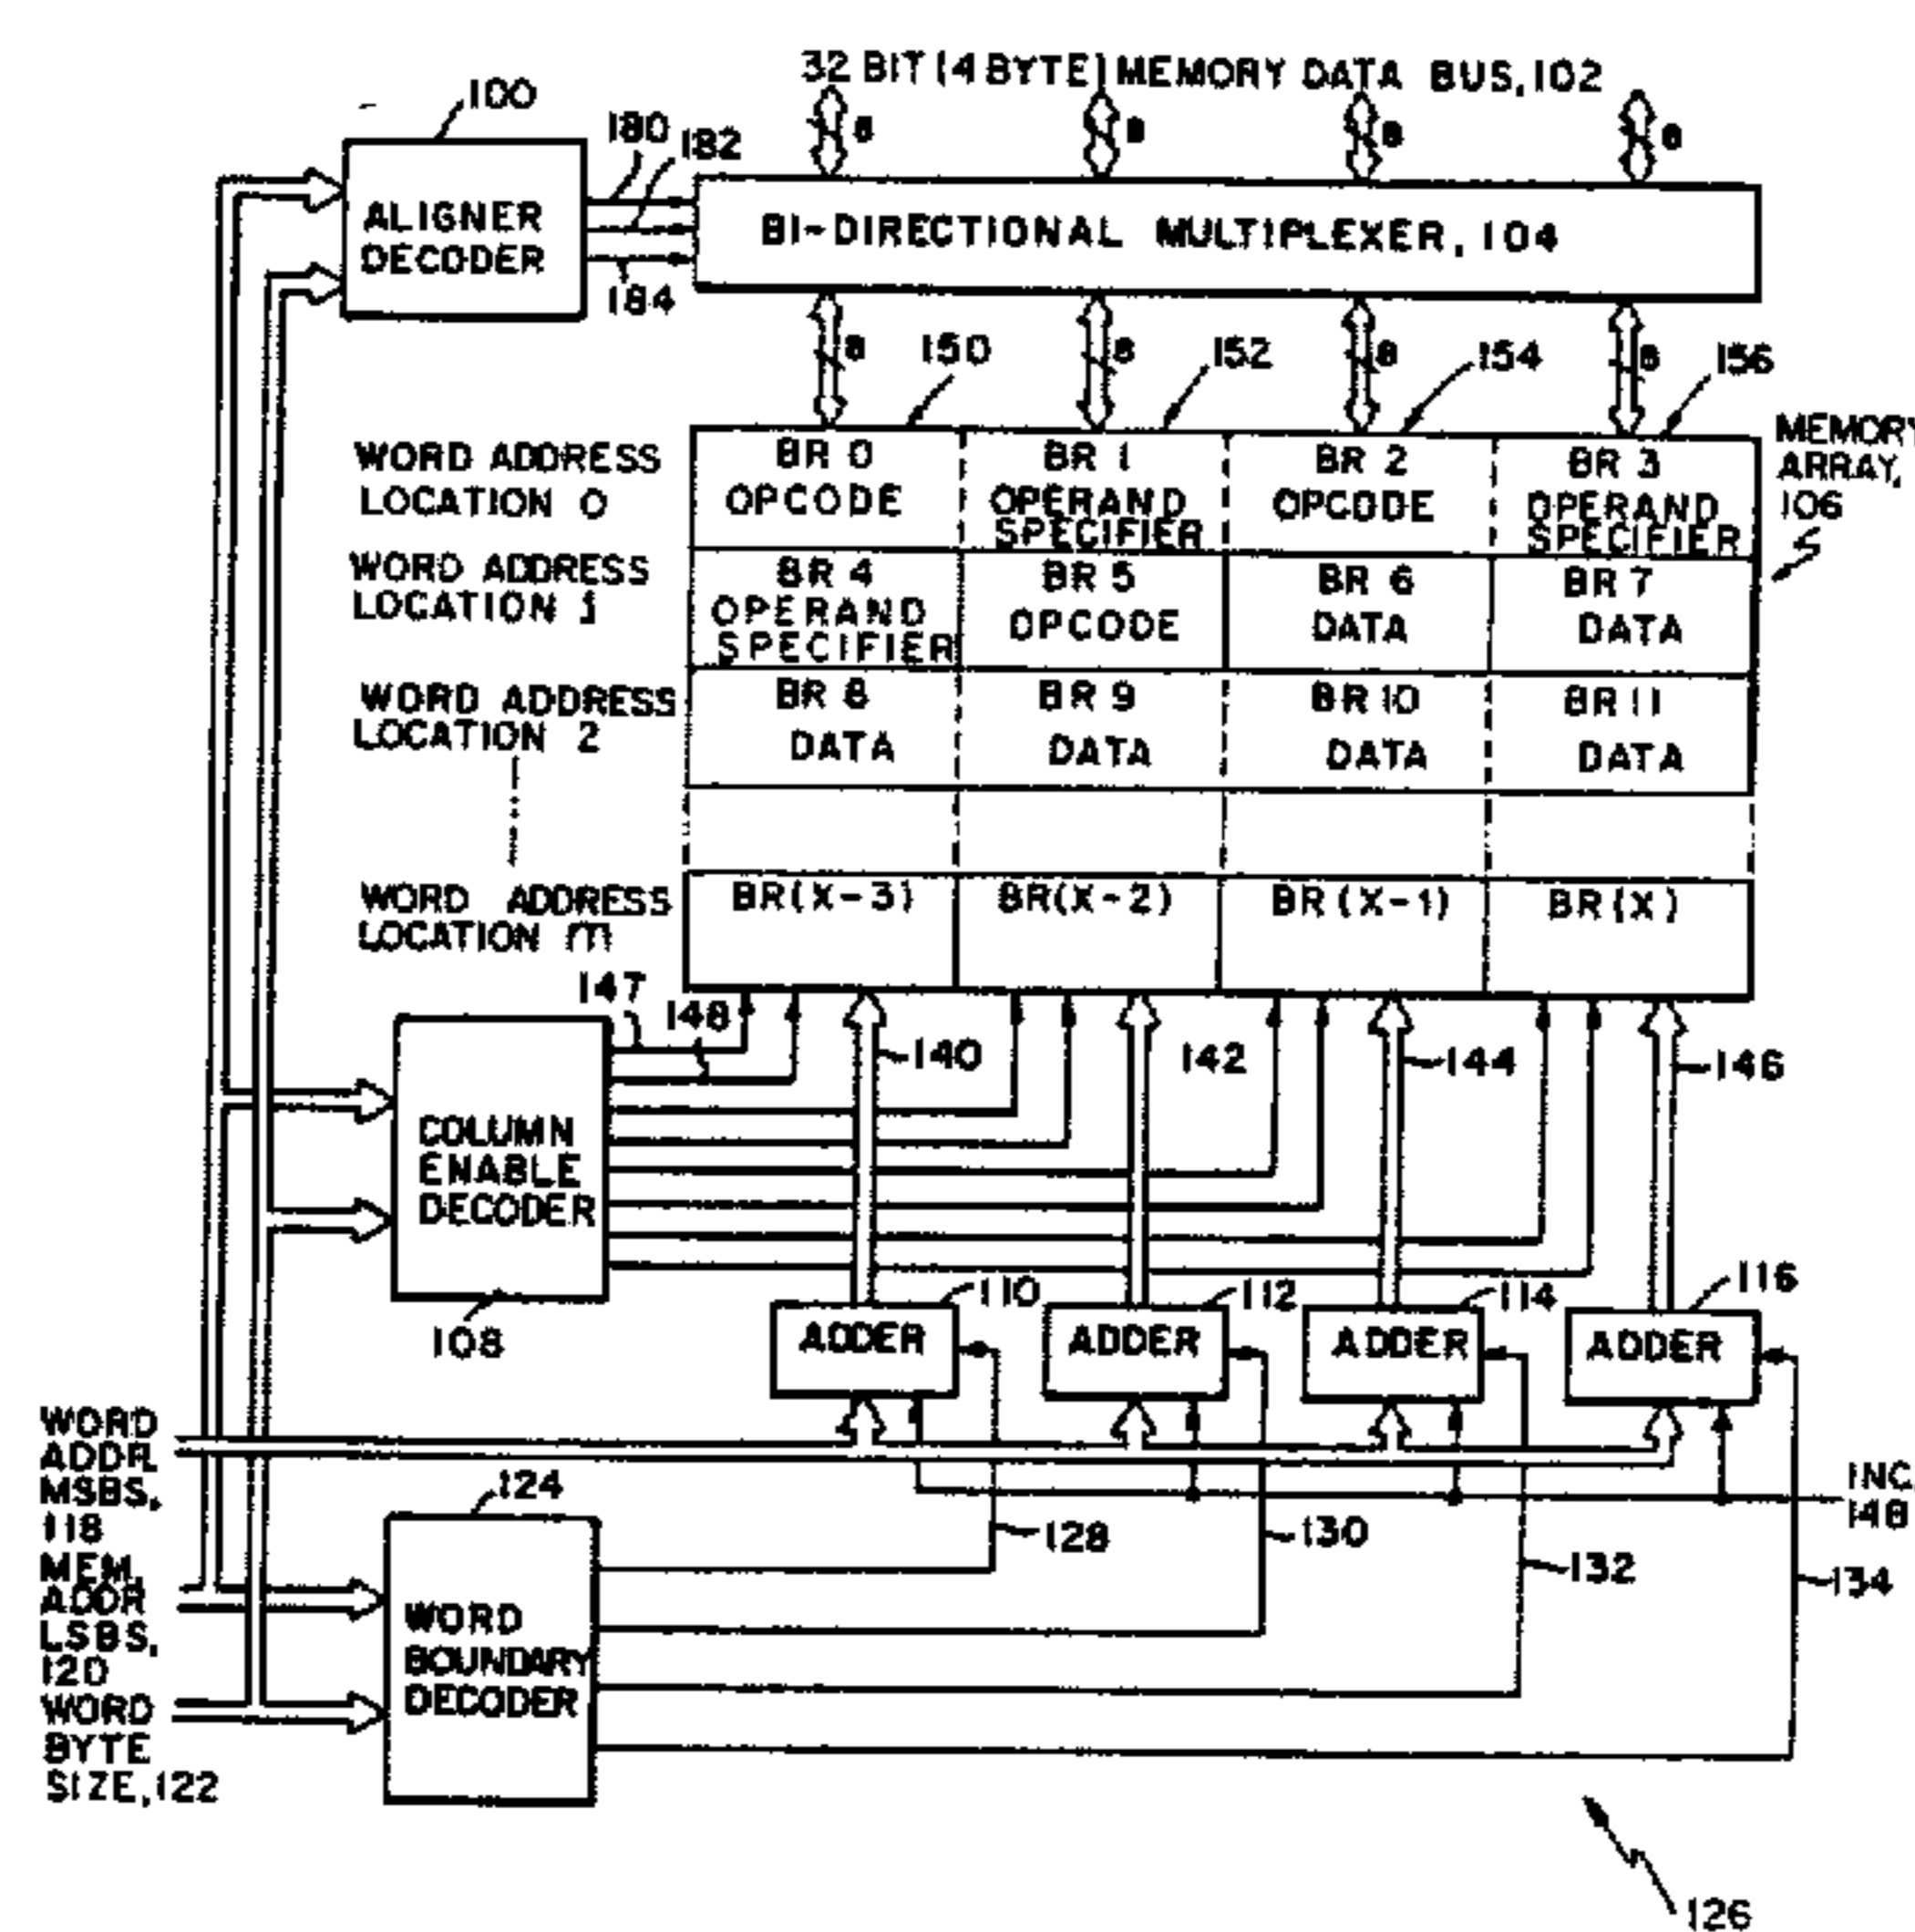 32 BIT (4 BYTE) MEMORY DATA BUS, 102
8 8 8 8
100
180
182
184
ALIGNER
DECODER
BI-DIRECTIONAL MULTIPLEXER, 104
8 8 8 8
150 152 154 156
MEMORY
ARRAY,
106
WORD ADDRESS
LOCATION 0
BR 0
OPCODE
BR 1
OPERAND
SPECIFIER
BR 2
OPCODE
BR 3
OPERAND
SPECIFIER
WORD ADDRESS
LOCATION 1
BR 4
OPERAND
SPECIFIER
BR 5
OPCODE
BR 6
DATA
BR 7
DATA
WORD ADDRESS
LOCATION 2
BR 8
DATA
BR 9
DATA
BR 10
DATA
BR 11
DATA
WORD ADDRESS
LOCATION m
BR(X-3)
BR(X-2)
BR(X-1)
BR(X)
147
148
140
142
144
146
COLUMN
ENABLE
DECODER
108
110
ADDER
112
ADDER
114
ADDER
116
ADDER
WORD
ADDR.
MSBS,
118
MEM.
ADDR
LSBS,
120
WORD
BYTE
SIZE, 122
124
WORD
BOUNDARY
DECODER
128
130
132
134
INC.
148
126